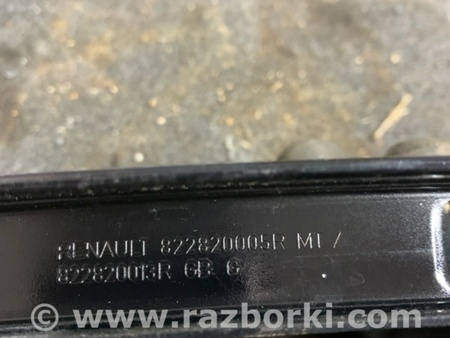 RENAULT 822820005R MT /
822820013R GB G
www.razborki.com